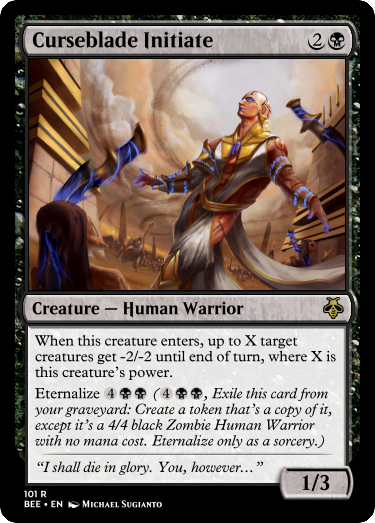 Curseblade Initiate 2
Creature — Human Warrior
When this creature enters, up to X target
creatures get -2/-2 until end of turn, where X is
this creature's power.
Eternalize 4 (4, Exile this card from
your graveyard: Create a token that's a copy of it,
except it's a 4/4 black Zombie Human Warrior
with no mana cost. Eternalize only as a sorcery.)
“I shall die in glory. You, however…”
1/3
101 R
BEE • EN Michael Sugianto